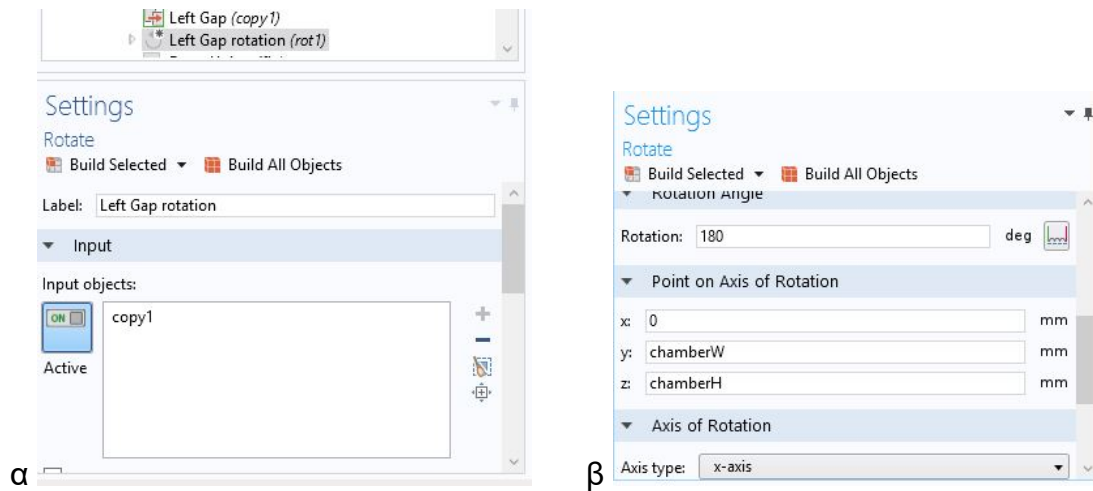 Left Gap (copy1)
Left Gap rotation (rot1)
Settings
Rotate
Build Selected Build All Objects
Label: Left Gap rotation
Input
Input objects:
ON copy1
Active
α
Settings
Rotate
Build Selected Build All Objects
Rotation Angle
Rotation: 180 deg
Point on Axis of Rotation
x: 0 mm
y: chamberW mm
z: chamberH mm
Axis of Rotation
Axis type: x-axis
β